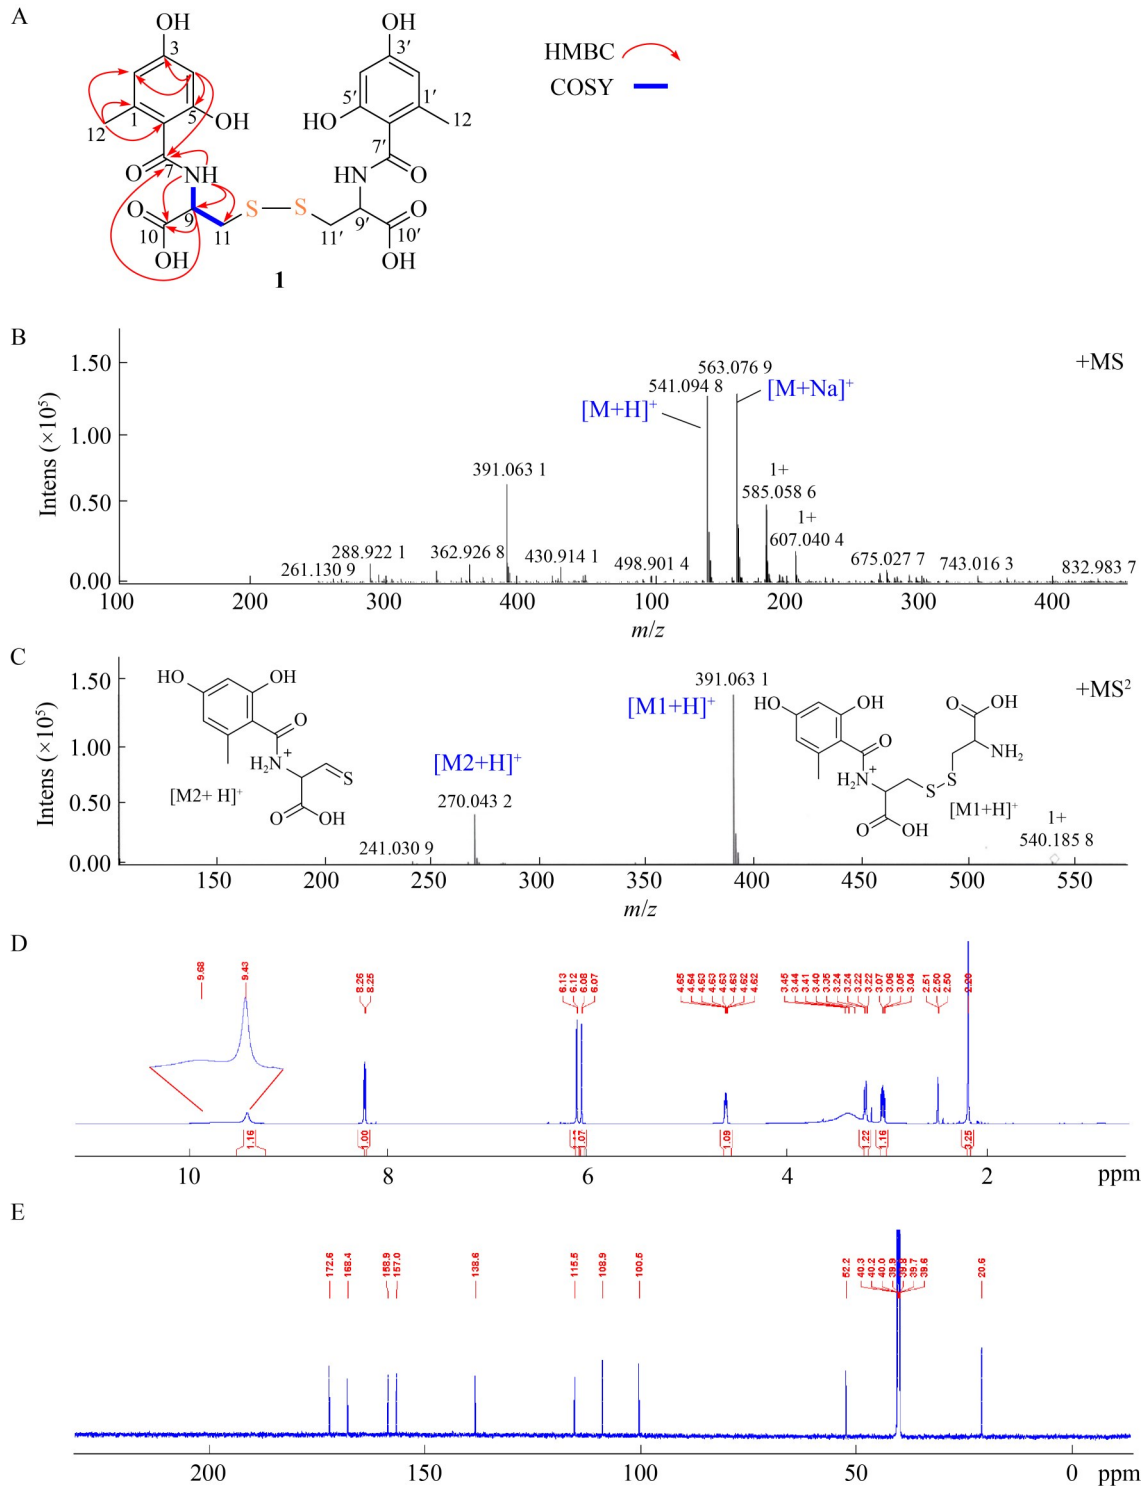 A
OH
OH
3
3′
HMBC
COSY
1
5
OH
5′
1′
HO
12
12
O
7
NH
7′
O
HN
O
10
9
S
S
11
OH
11′
9′
O
10′
OH
1
B
+MS
Intens (×10⁵)
1.50
1.00
0.50
0.00
563.076 9
541.094 8
[M+Na]⁺
[M+H]⁺
391.063 1
1+
585.058 6
1+
607.040 4
288.922 1
362.926 8
430.914 1
498.901 4
675.027 7
743.016 3
832.983 7
261.130 9
100 200 300 400 100 200 300 400
m/z
C
+MS²
Intens (×10⁵)
1.50
1.00
0.50
0.00
HO
OH
O
H₂N
+
S
O
OH
[M2+ H]⁺
[M2+H]⁺
270.043 2
241.030 9
[M1+H]⁺
391.063 1
HO
OH
O
H₂N
+
O
OH
S
S
O
OH
NH₂
[M1+H]⁺
1+
540.185 8
150 200 250 300 350 400 450 500 550
m/z
D
9.68
9.43
8.26
8.25
6.13
6.12
6.08
6.07
4.65
4.64
4.63
4.63
4.63
4.63
4.62
4.62
3.45
3.44
3.41
3.40
3.35
3.24
3.24
3.22
3.22
3.07
3.06
3.05
3.04
2.51
2.50
2.50
2.20
1.16
1.00
1.07
1.09
1.22
1.16
3.25
10 8 6 4 2 ppm
E
172.6
168.4
158.9
157.0
138.6
115.5
108.9
100.5
52.2
40.3
40.2
40.0
39.9
39.8
39.7
39.6
20.6
200 150 100 50 0 ppm